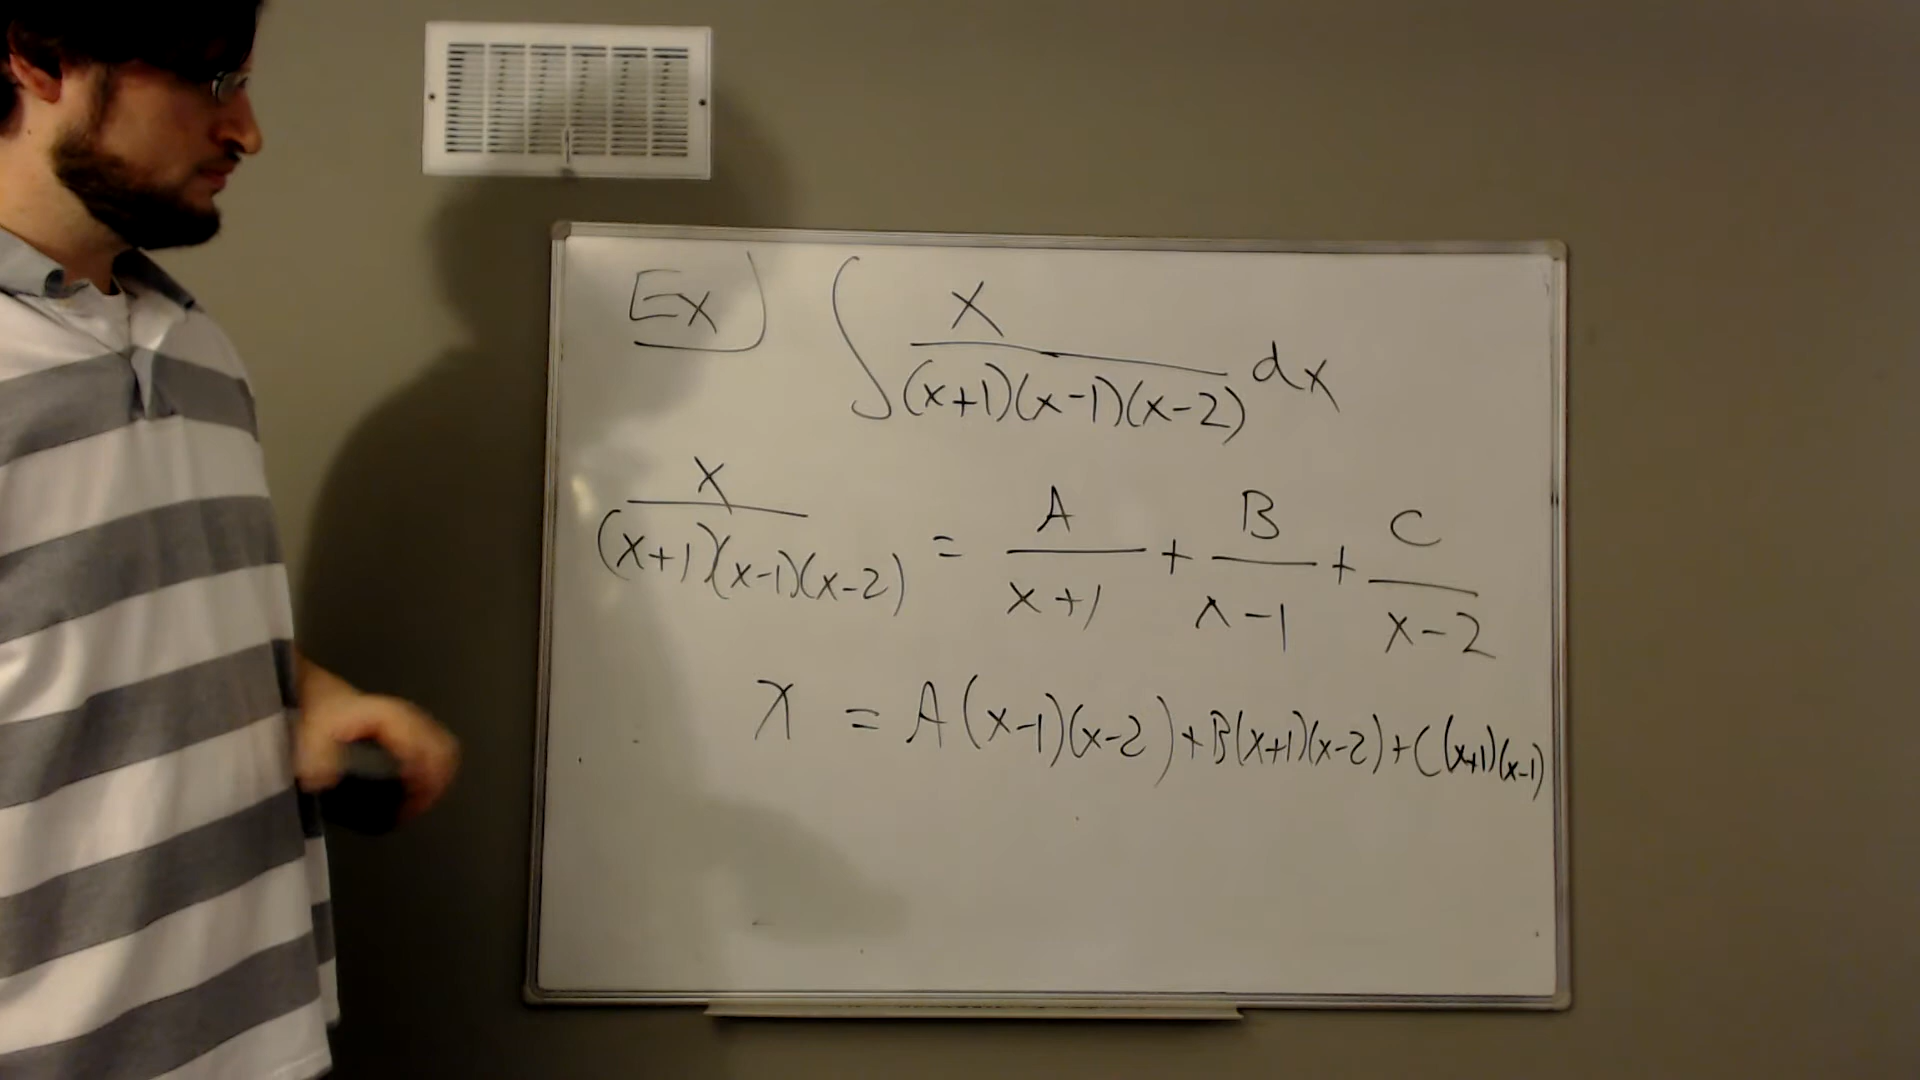 Ex) ∫ x/((x+1)(x-1)(x-2)) dx
x/((x+1)(x-1)(x-2)) = A/(x+1) + B/(x-1) + C/(x-2)
x = A(x-1)(x-2) + B(x+1)(x-2) + C(x+1)(x-1)